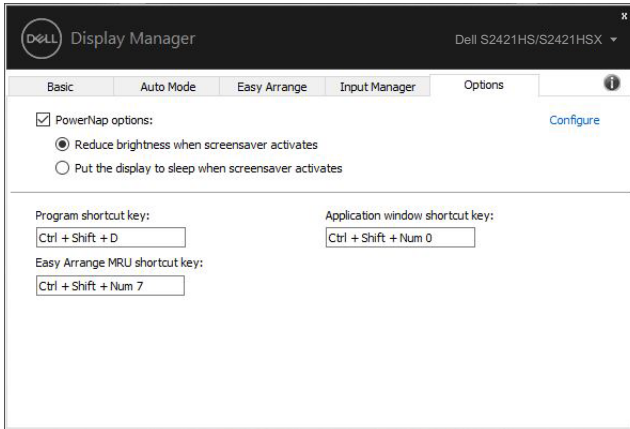 x
DELL Display Manager
Dell S2421HS/S2421HSX
Basic Auto Mode Easy Arrange Input Manager Options
PowerNap options: Configure
Reduce brightness when screensaver activates
Put the display to sleep when screensaver activates
Program shortcut key: Application window shortcut key:
Ctrl + Shift + D Ctrl + Shift + Num 0
Easy Arrange MRU shortcut key:
Ctrl + Shift + Num 7